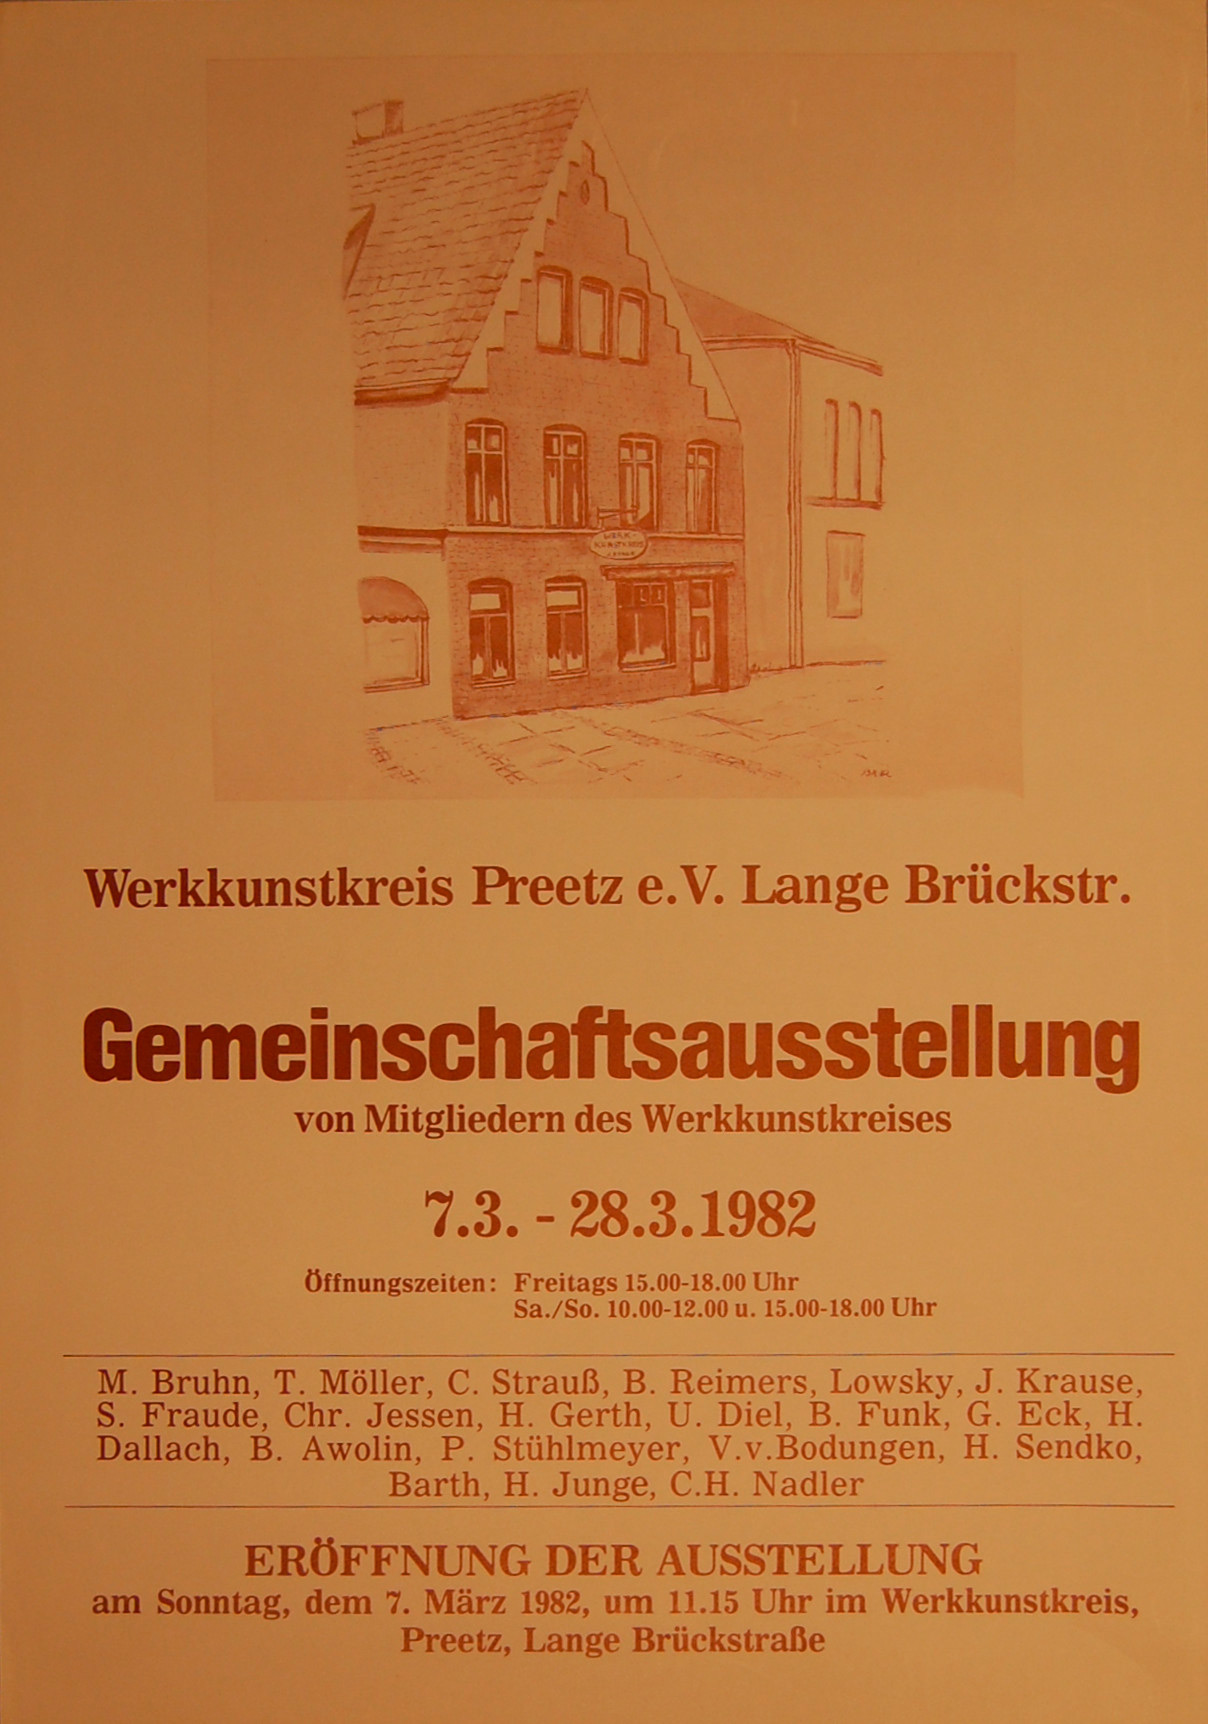 WERK-
KUNSTKREIS
Werkkunstkreis Preetz e.V. Lange Brückstr.
Gemeinschaftsausstellung
von Mitgliedern des Werkkunstkreises
7.3. - 28.3.1982
Öffnungszeiten: Freitags 15.00-18.00 Uhr
Sa./So. 10.00-12.00 u. 15.00-18.00 Uhr
M. Bruhn, T. Möller, C. Strauß, B. Reimers, Lowsky, J. Krause,
S. Fraude, Chr. Jessen, H. Gerth, U. Diel, B. Funk, G. Eck, H.
Dallach, B. Awolin, P. Stühlmeyer, V.v.Bodungen, H. Sendko,
Barth, H. Junge, C.H. Nadler
ERÖFFNUNG DER AUSSTELLUNG
am Sonntag, dem 7. März 1982, um 11.15 Uhr im Werkkunstkreis,
Preetz, Lange Brückstraße